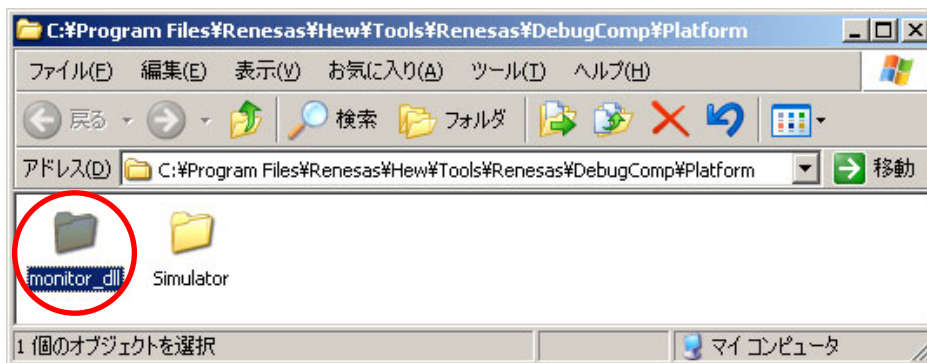 C:¥Program Files¥Renesas¥Hew¥Tools¥Renesas¥DebugComp¥Platform
ファイル(F) 編集(E) 表示(V) お気に入り(A) ツール(T) ヘルプ(H)
戻る 検索 フォルダ
アドレス(D) C:¥Program Files¥Renesas¥Hew¥Tools¥Renesas¥DebugComp¥Platform 移動
monitor_dll Simulator
1 個のオブジェクトを選択 マイ コンピュータ